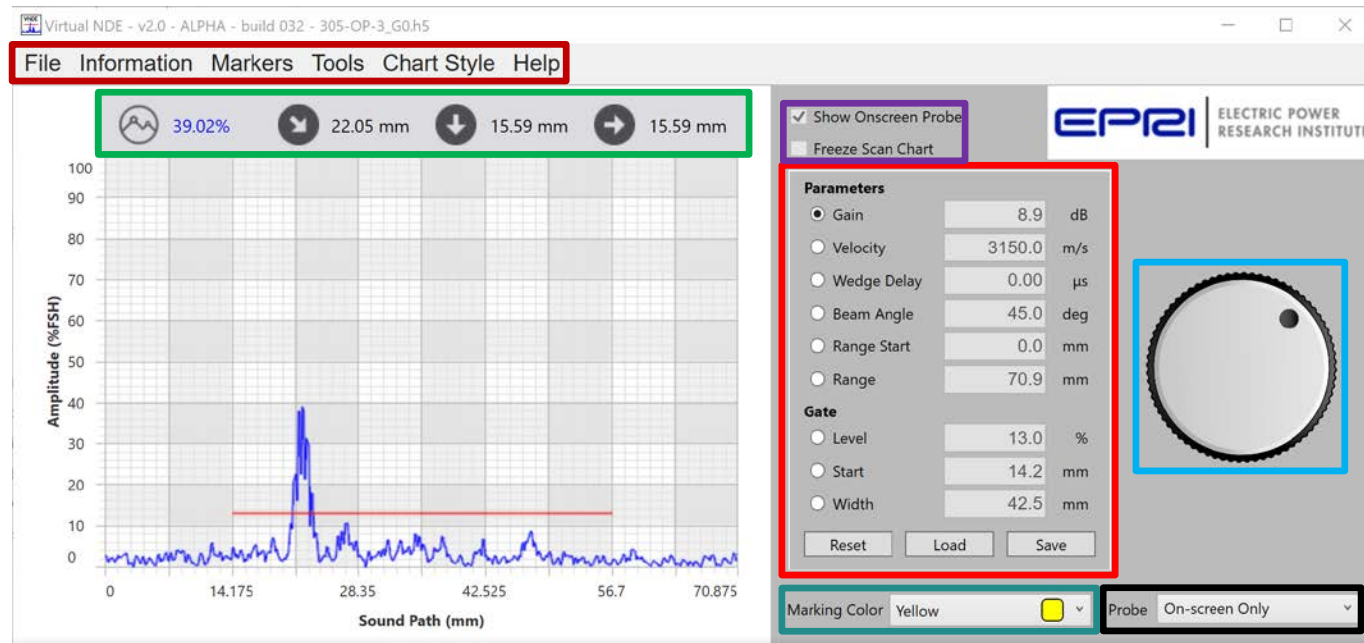 Virtual NDE - v2.0 - ALPHA - build 032 - 305-OP-3_G0.h5
File Information Markers Tools Chart Style Help
39.02% 22.05 mm 15.59 mm 15.59 mm
Show Onscreen Probe
Freeze Scan Chart
EPRI ELECTRIC POWER
RESEARCH INSTITUTE
100
90
80
70
60
50
40
30
20
10
0
Amplitude (%FSH)
0 14.175 28.35 42.525 56.7 70.875
Sound Path (mm)
Parameters
Gain 8.9 dB
Velocity 3150.0 m/s
Wedge Delay 0.00 µs
Beam Angle 45.0 deg
Range Start 0.0 mm
Range 70.9 mm
Gate
Level 13.0 %
Start 14.2 mm
Width 42.5 mm
Reset Load Save
Marking Color Yellow
Probe On-screen Only